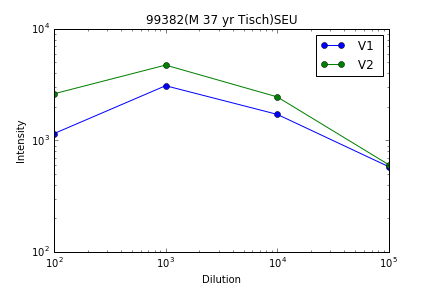 99382(M 37 yr Tisch)SEU
10^4
10^3
10^2
Intensity
V1
V2
10^2 10^3 10^4 10^5
Dilution